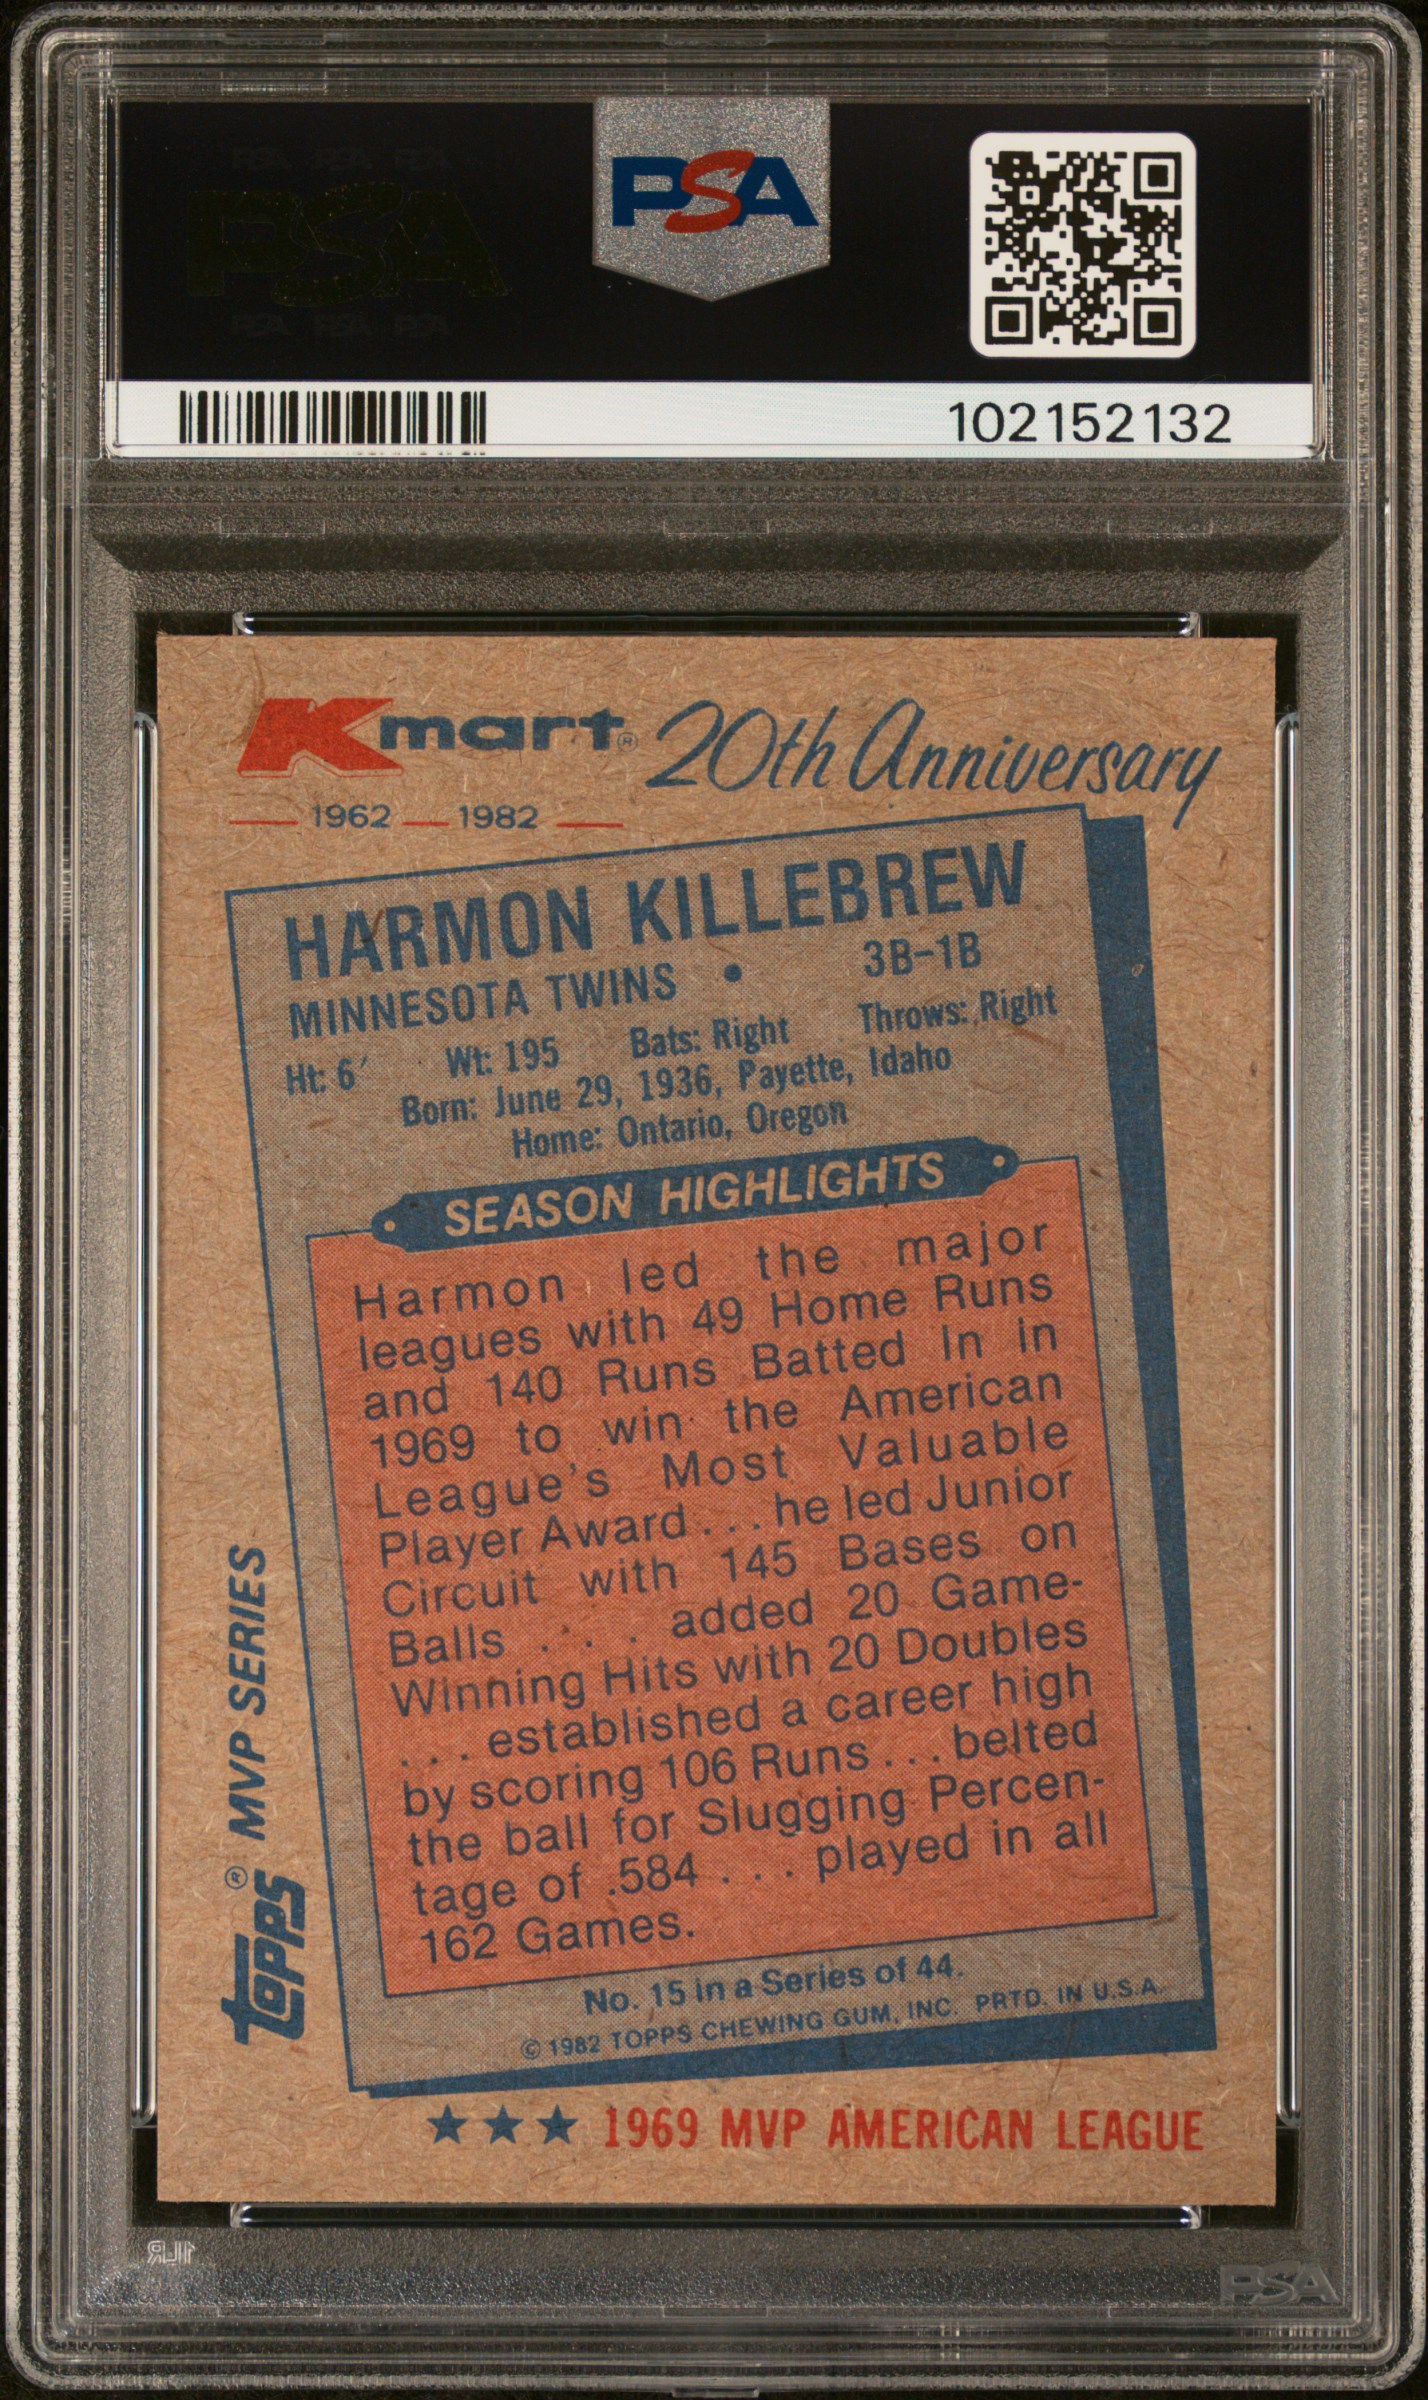 PSA
102152132
Kmart® 20th Anniversary
1962 — 1982
HARMON KILLEBREW
MINNESOTA TWINS • 3B-1B
Ht: 6′ Wt: 195 Bats: Right Throws: Right
Born: June 29, 1936, Payette, Idaho
Home: Ontario, Oregon
SEASON HIGHLIGHTS
Harmon led the major
leagues with 49 Home Runs
and 140 Runs Batted In in
1969 to win the American
League's Most Valuable
Player Award . . . he led Junior
Circuit with 145 Bases on
Balls . . . added 20 Game-
Winning Hits with 20 Doubles
. . . established a career high
by scoring 106 Runs . . . belted
the ball for Slugging Percen-
tage of .584 . . . played in all
162 Games.
No. 15 in a Series of 44.
© 1982 TOPPS CHEWING GUM, INC. PRTD. IN U.S.A.
Topps® MVP SERIES
★★★ 1969 MVP AMERICAN LEAGUE
PSA